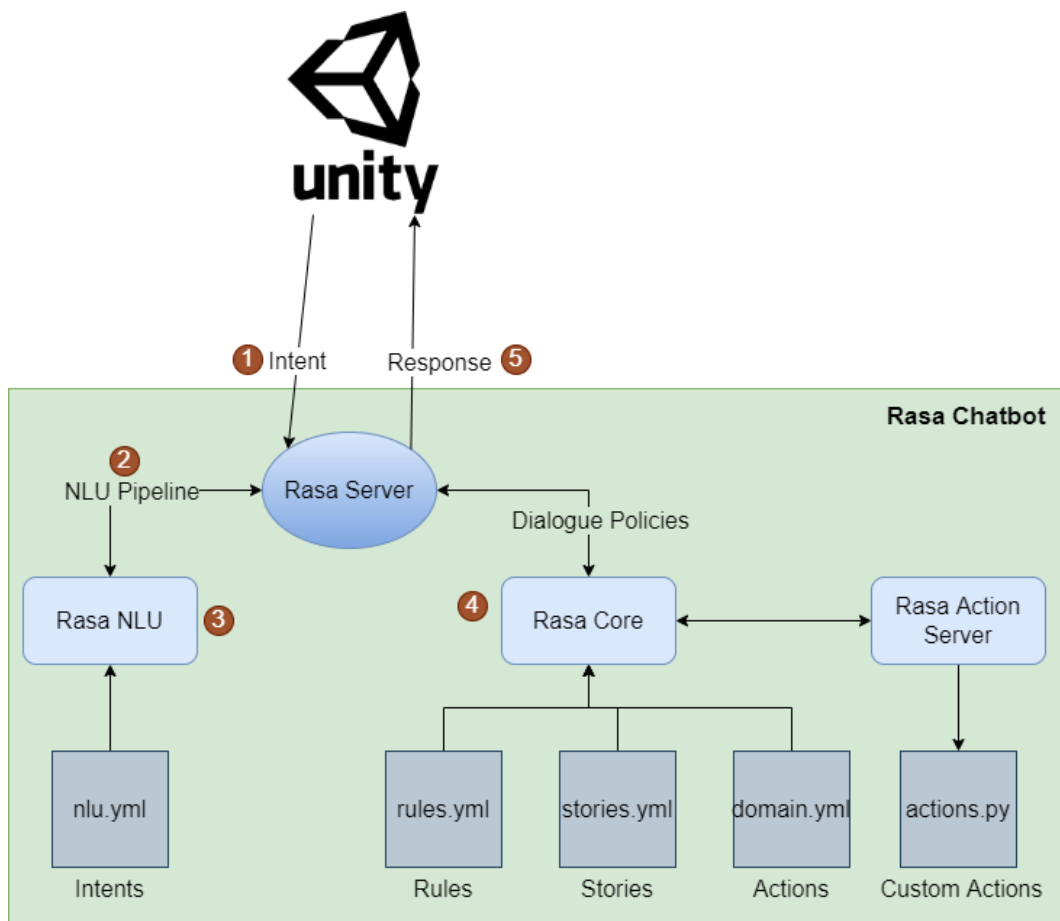 unity
1 Intent
Response 5
Rasa Chatbot
2
NLU Pipeline
Rasa Server
Dialogue Policies
Rasa NLU
3
4
Rasa Core
Rasa Action
Server
nlu.yml
rules.yml
stories.yml
domain.yml
actions.py
Intents
Rules
Stories
Actions
Custom Actions